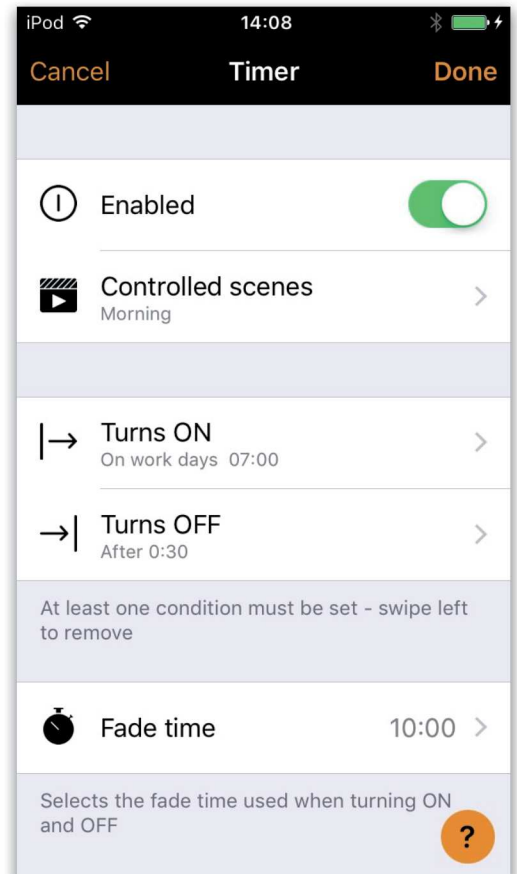 iPod 14:08
Cancel Timer Done
Enabled
Controlled scenes
Morning
Turns ON
On work days 07:00
Turns OFF
After 0:30
At least one condition must be set - swipe left
to remove
Fade time 10:00
Selects the fade time used when turning ON
and OFF
?